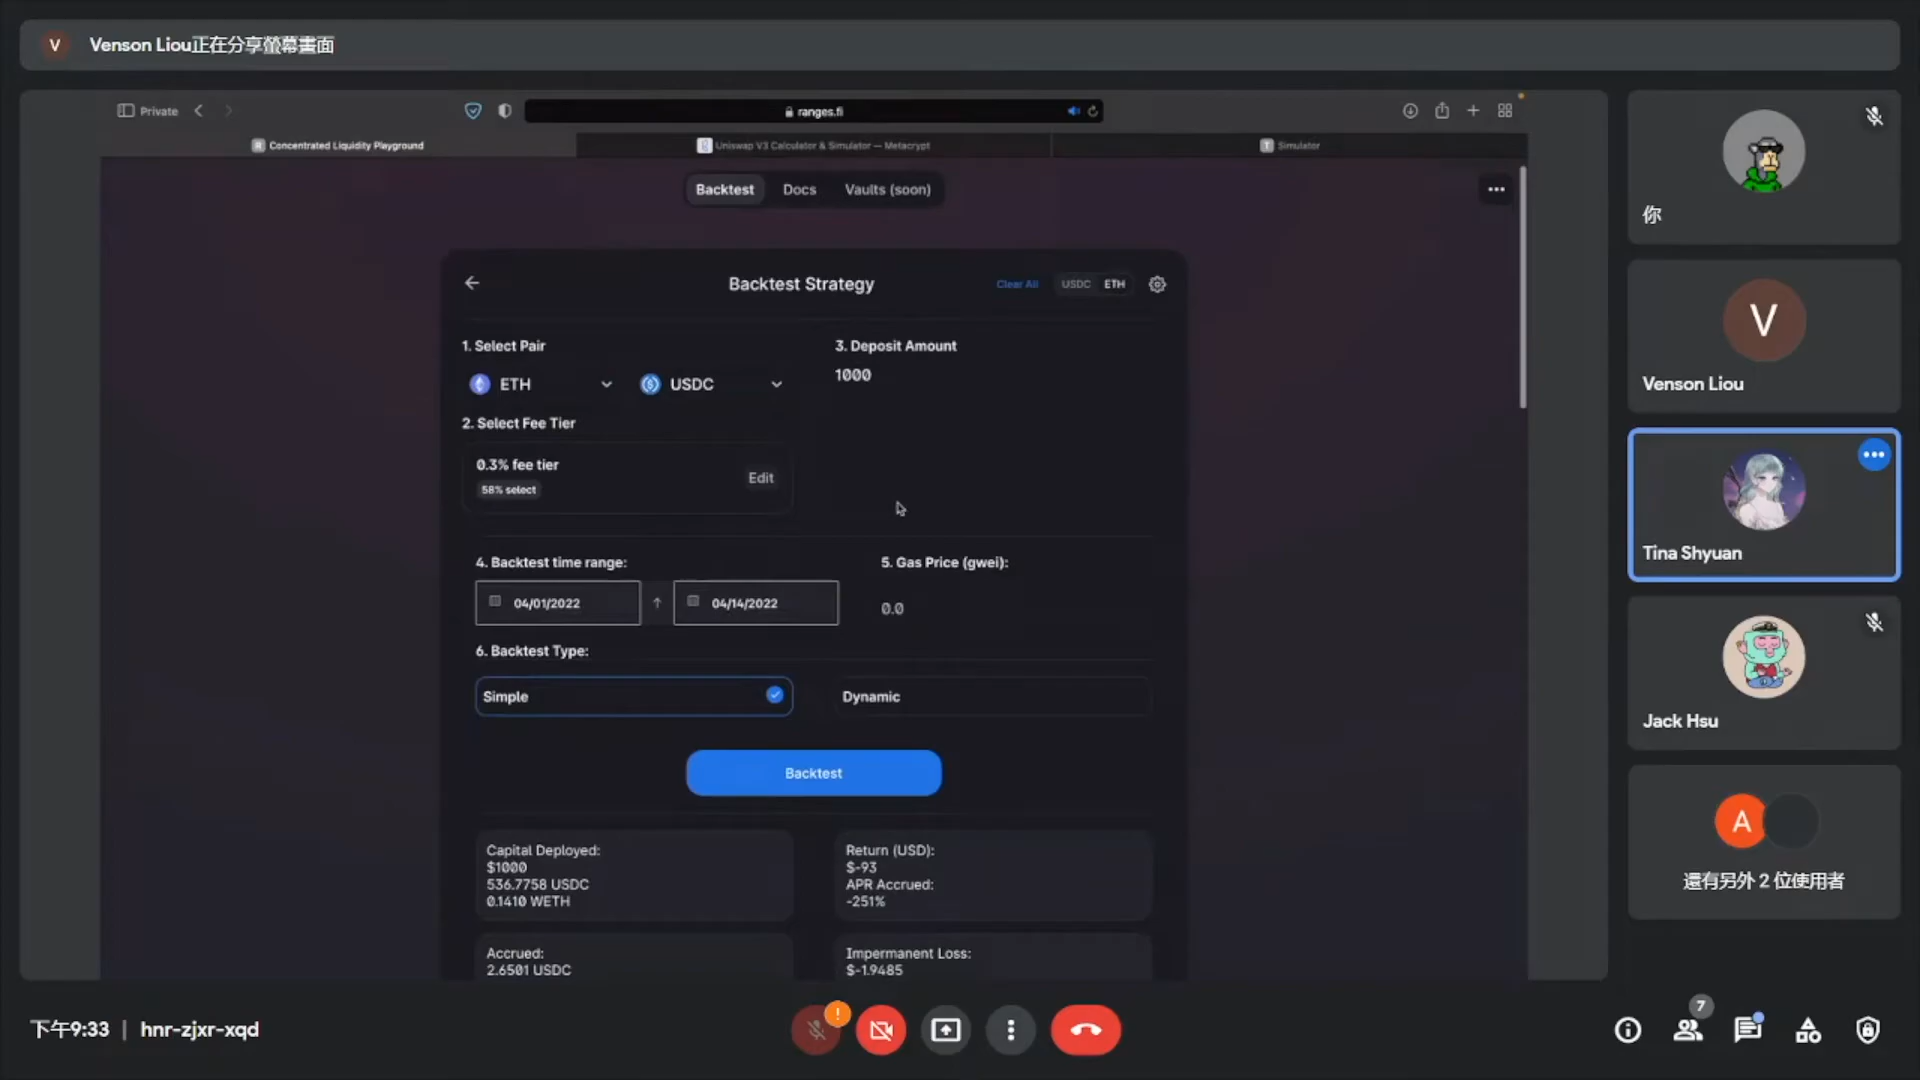 V Venson Liou正在分享螢幕畫面
Private
ranges.fi
Concentrated Liquidity Playground
Uniswap V3 Calculator & Simulator — Metacrypt
Simulator
Backtest Docs Vaults (soon)
Backtest Strategy
Clear All
USDC ETH
1. Select Pair
ETH
USDC
2. Select Fee Tier
0.3% fee tier
58% select
Edit
3. Deposit Amount
1000
4. Backtest time range:
04/01/2022
04/14/2022
5. Gas Price (gwei):
0.0
6. Backtest Type:
Simple
Dynamic
Backtest
Capital Deployed:
$1000
536.7758 USDC
0.1410 WETH
Return (USD):
$-93
APR Accrued:
-251%
Accrued:
2.6501 USDC
Impermanent Loss:
$-1.9485
你
V
Venson Liou
Tina Shyuan
Jack Hsu
A
還有另外 2 位使用者
下午9:33 | hnr-zjxr-xqd
7